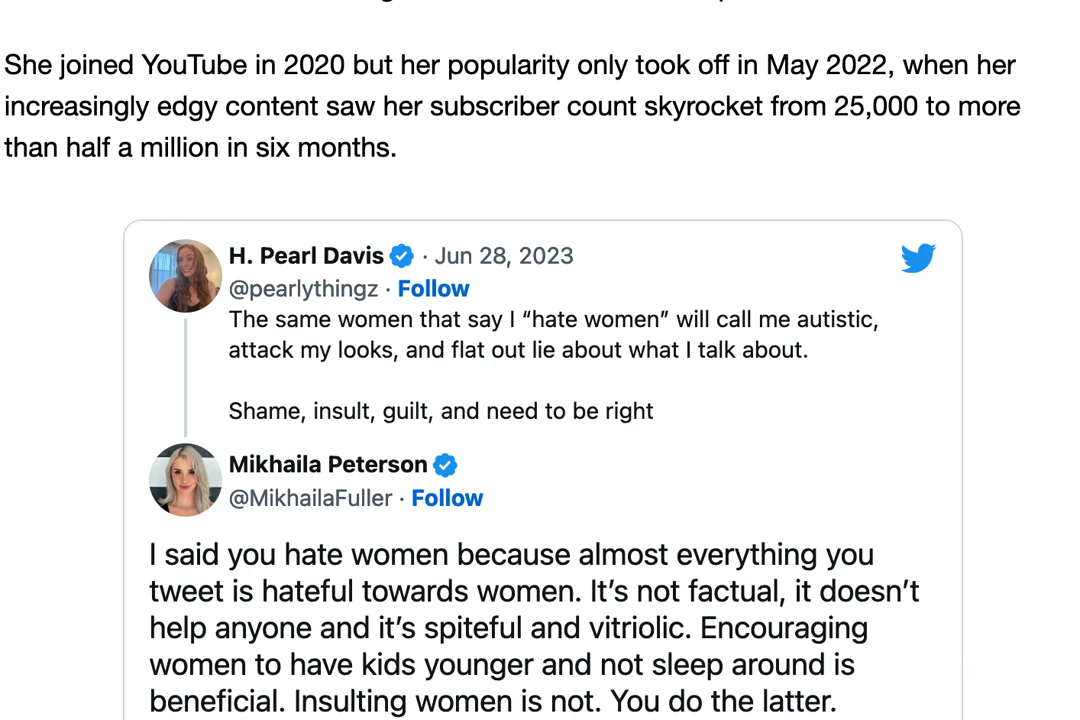 She joined YouTube in 2020 but her popularity only took off in May 2022, when her
increasingly edgy content saw her subscriber count skyrocket from 25,000 to more
than half a million in six months.
H. Pearl Davis · Jun 28, 2023
@pearlythingz · Follow
The same women that say I “hate women” will call me autistic,
attack my looks, and flat out lie about what I talk about.
Shame, insult, guilt, and need to be right
Mikhaila Peterson
@MikhailaFuller · Follow
I said you hate women because almost everything you
tweet is hateful towards women. It’s not factual, it doesn’t
help anyone and it’s spiteful and vitriolic. Encouraging
women to have kids younger and not sleep around is
beneficial. Insulting women is not. You do the latter.